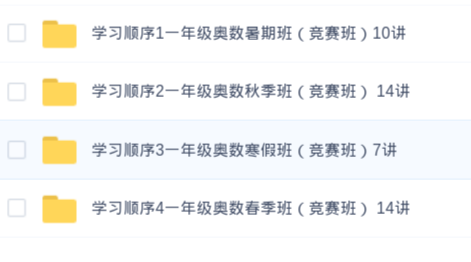 学习顺序1一年级奥数暑期班（竞赛班）10讲
学习顺序2一年级奥数秋季班（竞赛班） 14讲
学习顺序3一年级奥数寒假班（竞赛班）7讲
学习顺序4一年级奥数春季班（竞赛班） 14讲